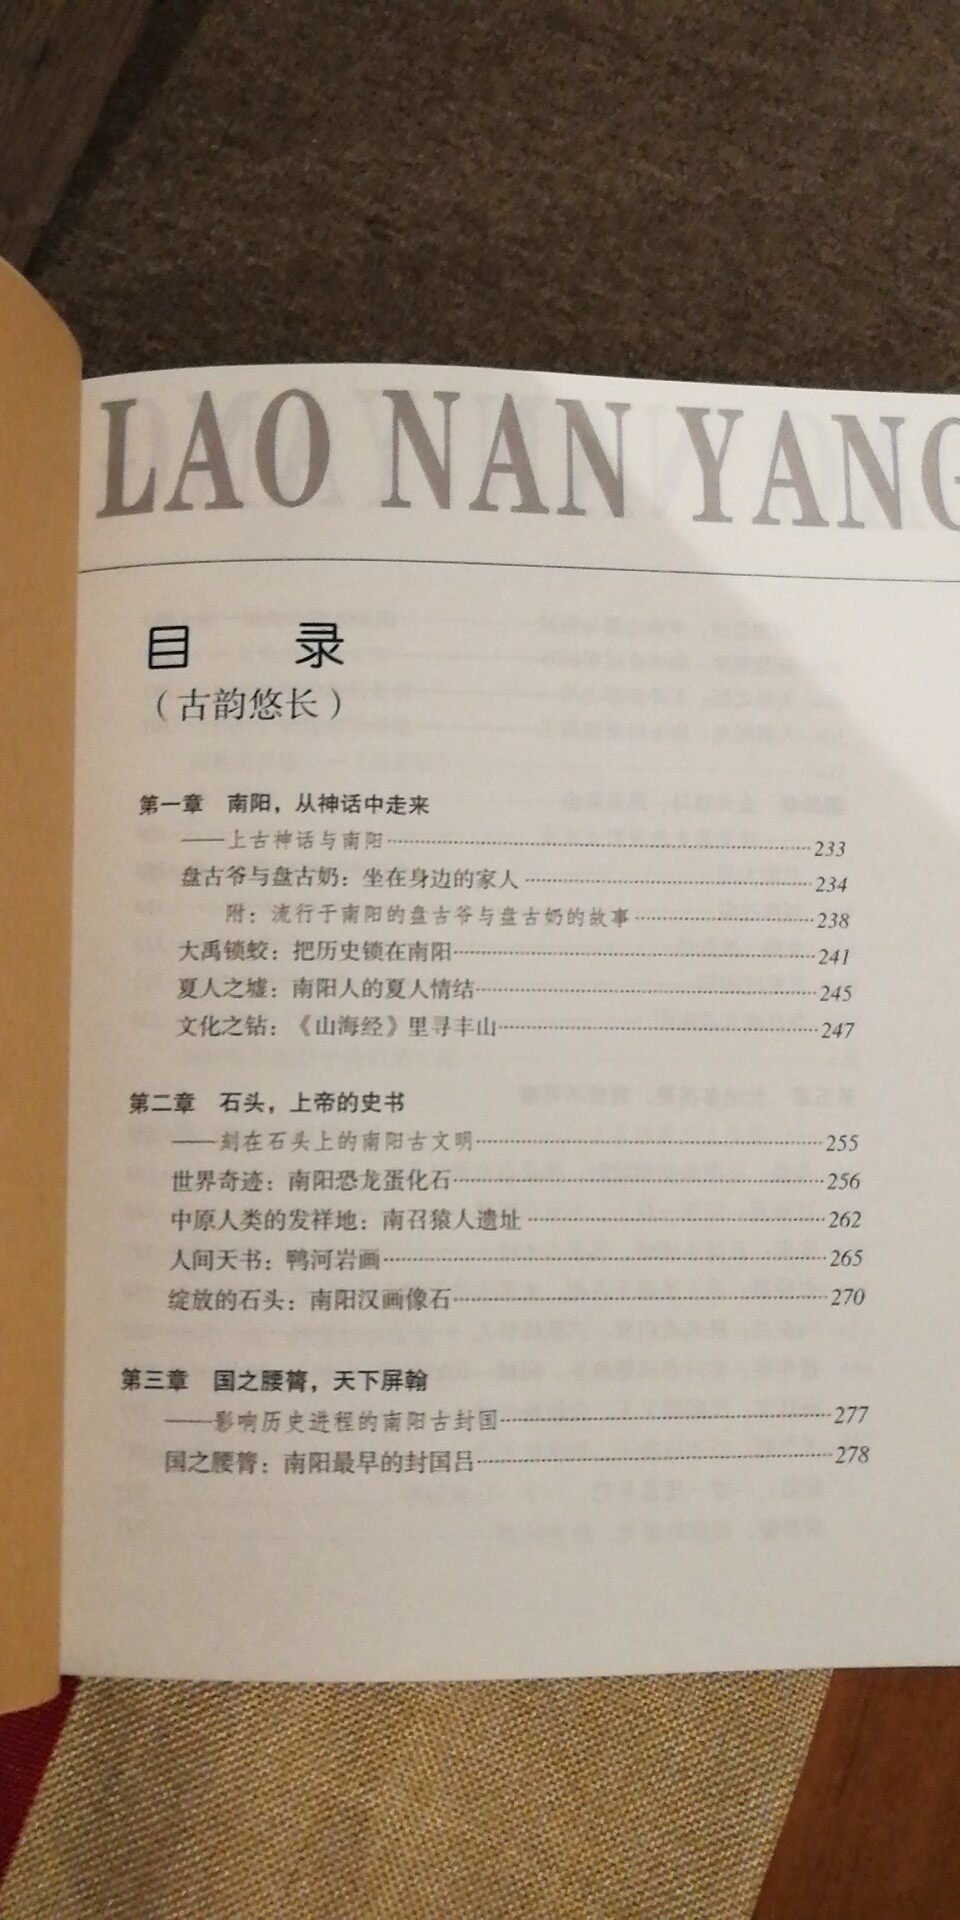 LAO NAN YANG
目 录
（古韵悠长）
第一章 南阳，从神话中走来
——上古神话与南阳……233
盘古爷与盘古奶：坐在身边的家人……234
附：流行于南阳的盘古爷与盘古奶的故事……238
大禹锁蛟：把历史锁在南阳……241
夏人之墟：南阳人的夏人情结……245
文化之钻：《山海经》里寻丰山……247
第二章 石头，上帝的史书
——刻在石头上的南阳古文明……255
世界奇迹：南阳恐龙蛋化石……256
中原人类的发祥地：南召猿人遗址……262
人间天书：鸭河岩画……265
绽放的石头：南阳汉画像石……270
第三章 国之腰膂，天下屏翰
——影响历史进程的南阳古封国……277
国之腰膂：南阳最早的封国吕……278